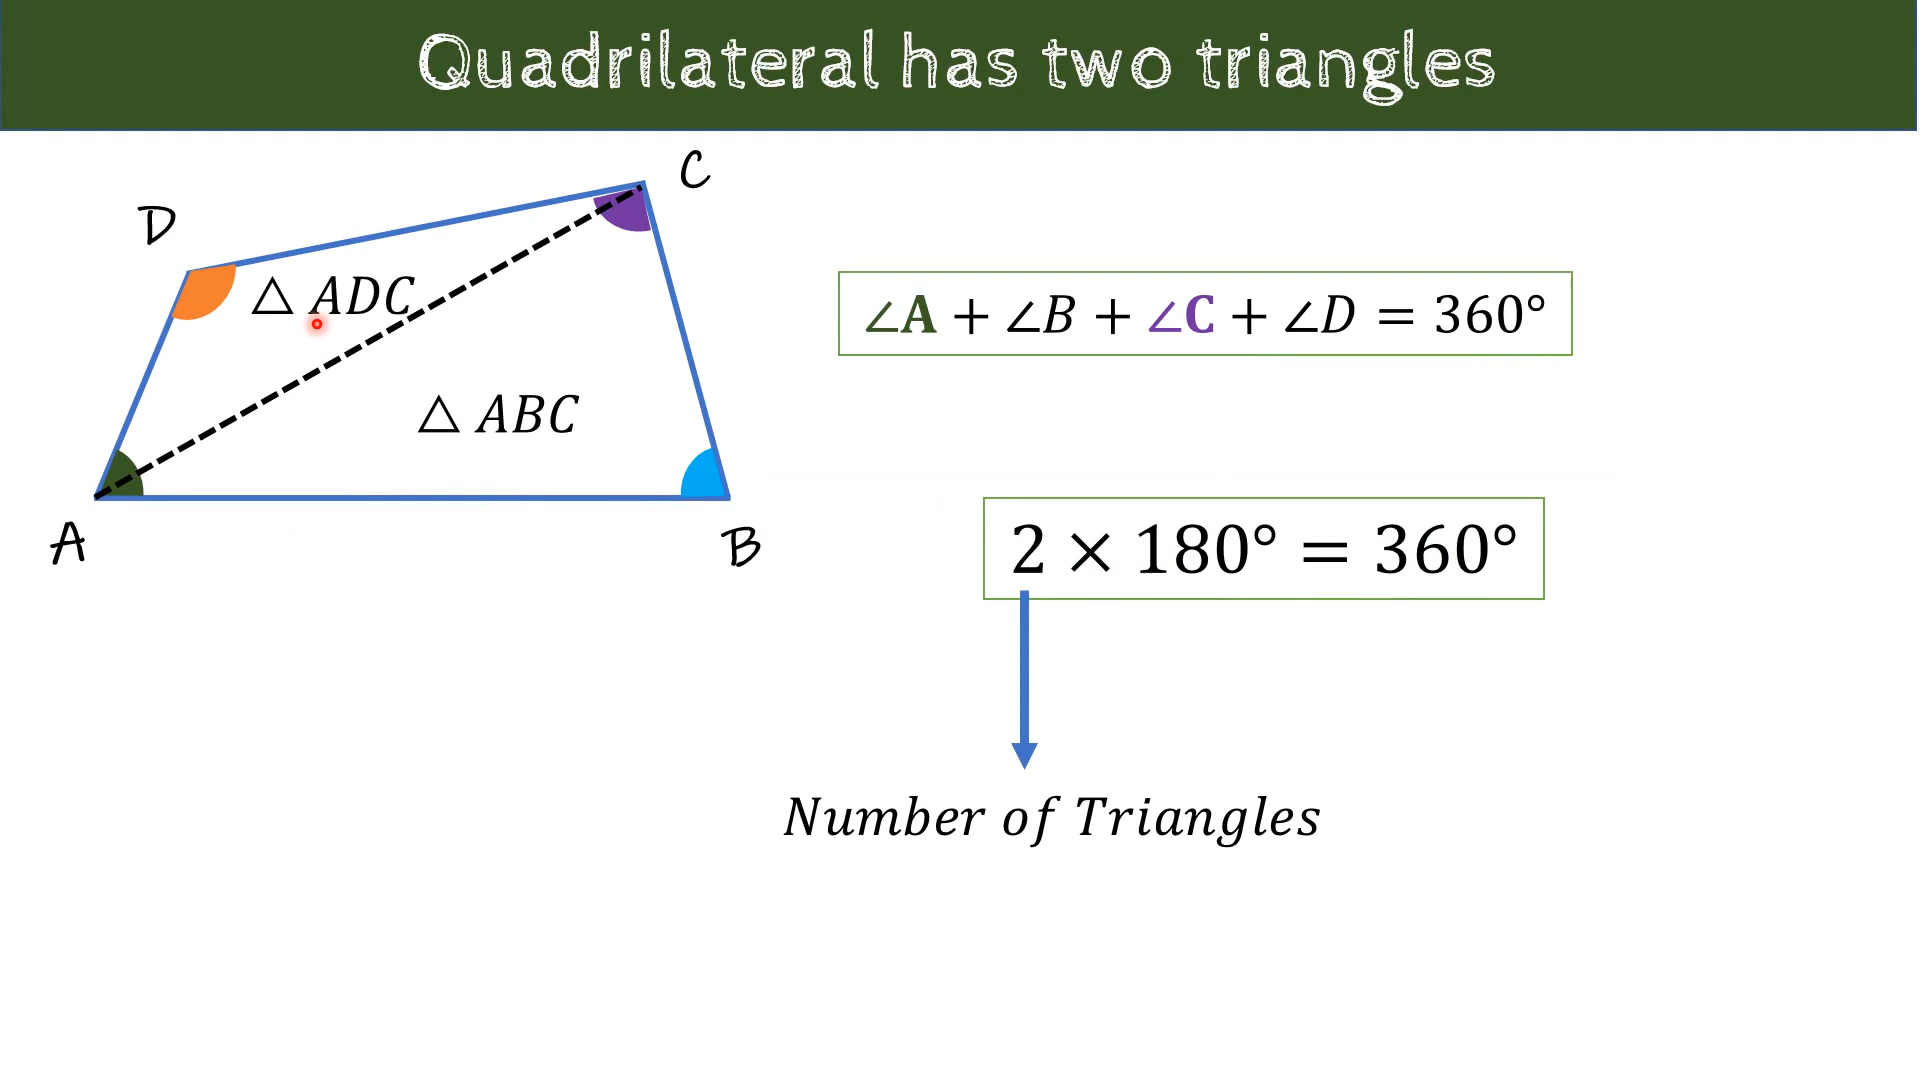 Quadrilateral has two triangles
C
D
△ ADC
∠A + ∠B + ∠C + ∠D = 360°
△ ABC
A
B
2 × 180° = 360°
Number of Triangles